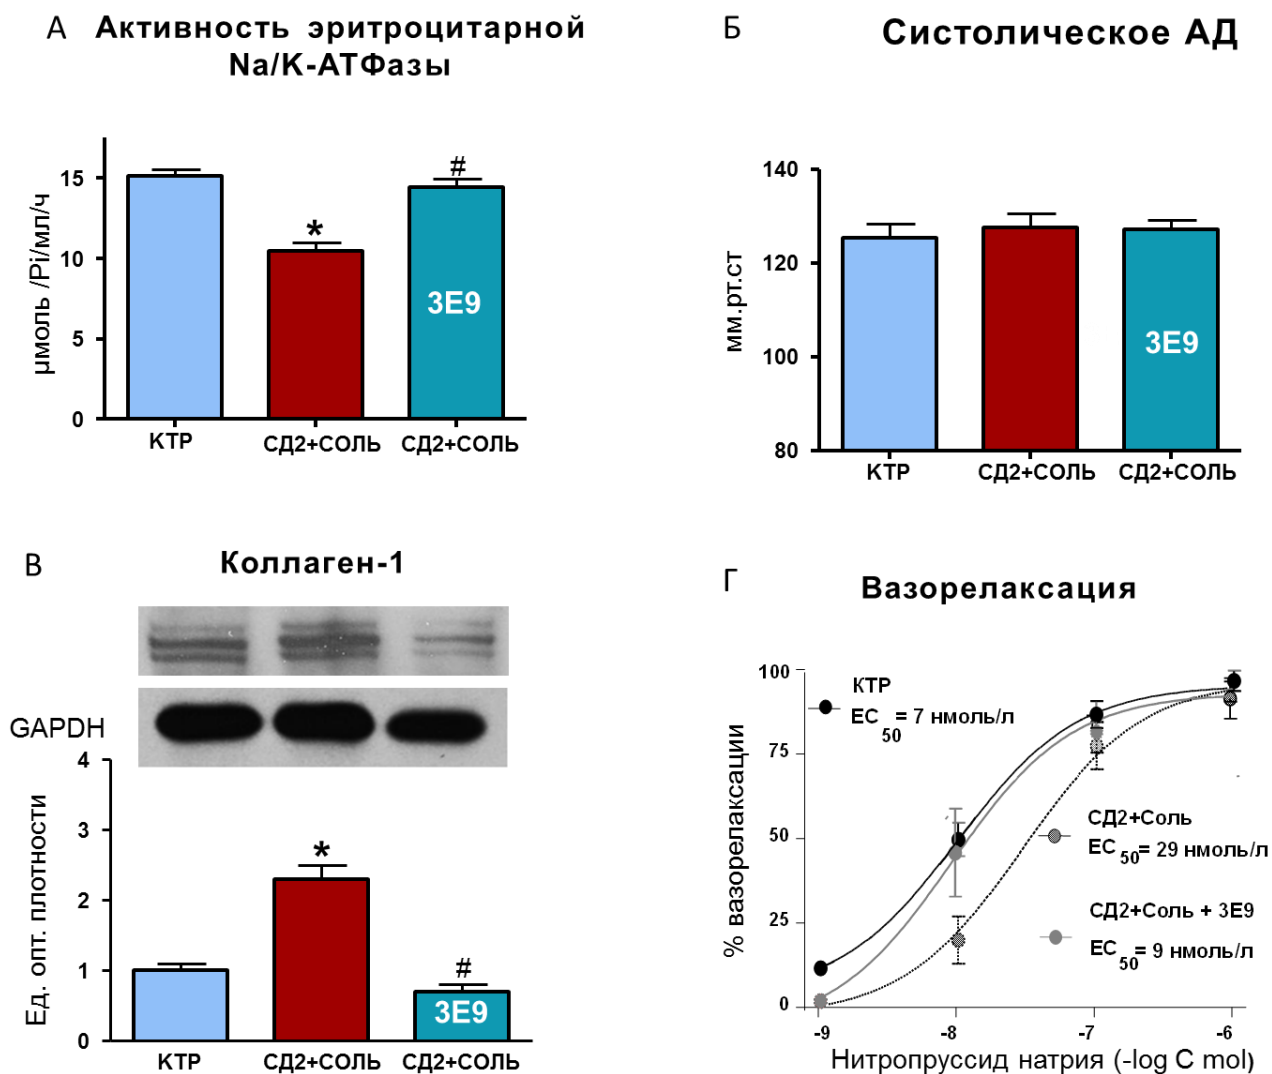 А Активность эритроцитарной
Na/K-АТФазы
μмоль /Pi/мл/ч
15
10
5
0
*
#
3E9
КТР
СД2+СОЛЬ
СД2+СОЛЬ
Б Систолическое АД
мм.рт.ст
140
120
100
80
3E9
КТР
СД2+СОЛЬ
СД2+СОЛЬ
В Коллаген-1
GAPDH
Ед. опт. плотности
4
3
2
1
0
*
#
3E9
КТР
СД2+СОЛЬ
СД2+СОЛЬ
Г Вазорелаксация
% вазорелаксации
100
75
50
25
0
КТР
EC50= 7 нмоль/л
СД2+Соль
EC50= 29 нмоль/л
СД2+Соль + 3E9
EC50= 9 нмоль/л
-9
-8
-7
-6
Нитропруссид натрия (-log C mol)